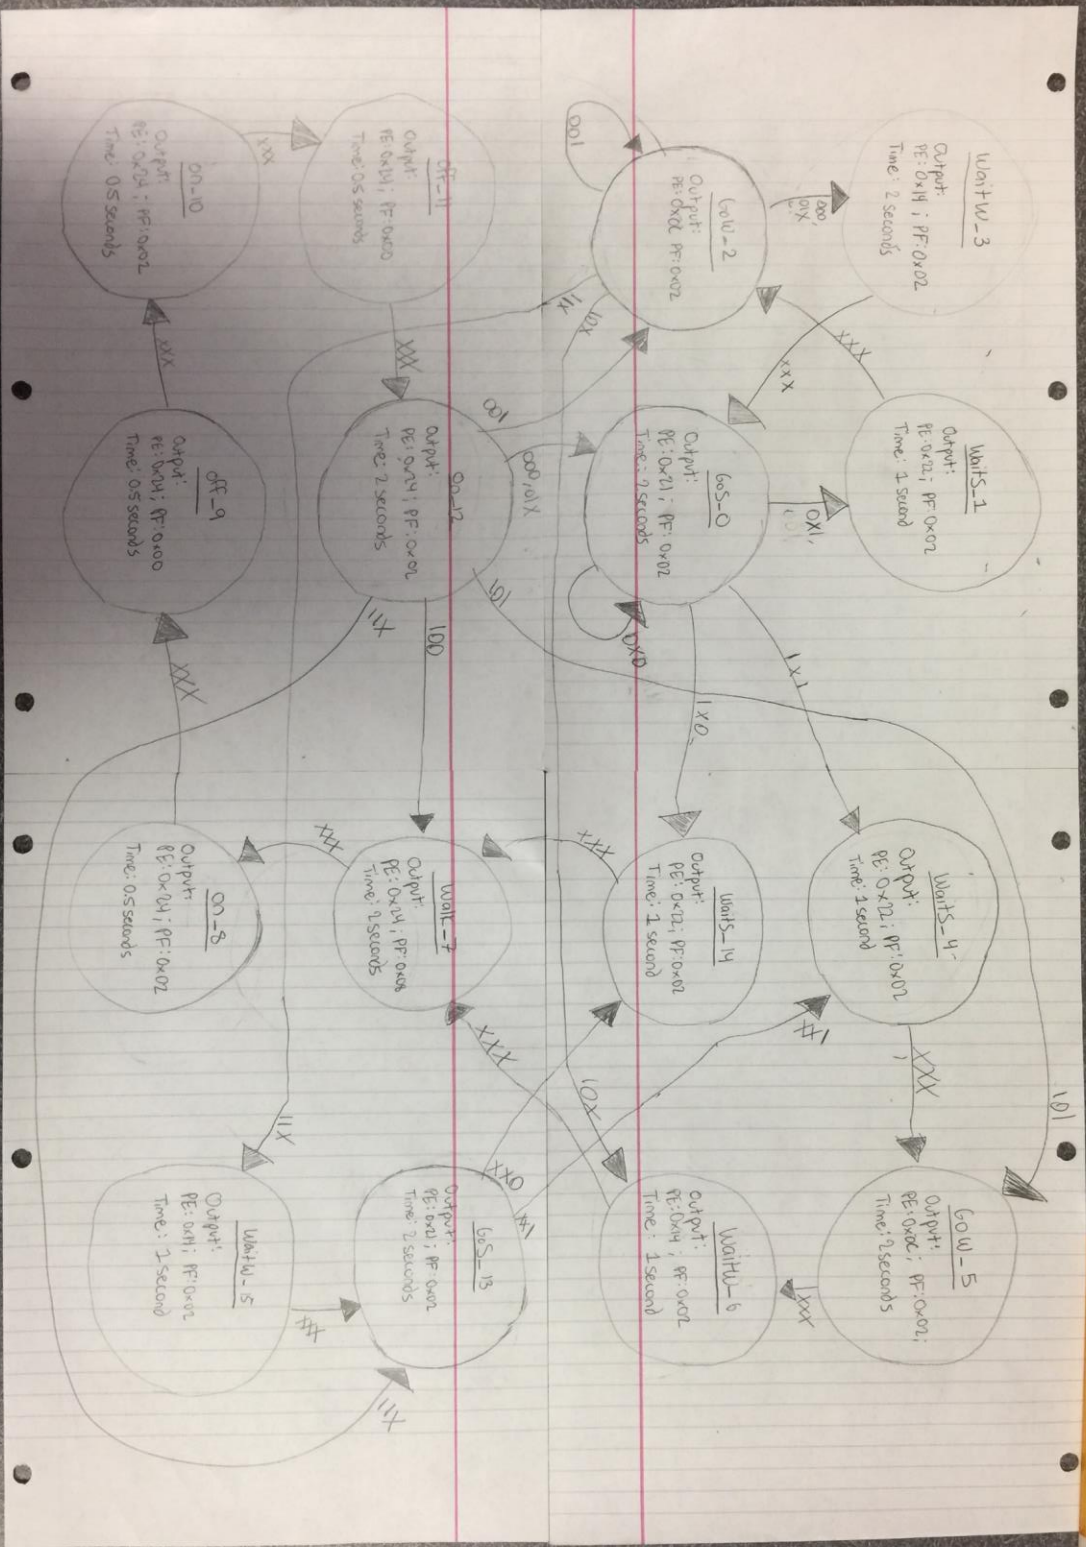 WaitW_3
Output:
PE: 0x14 ; PF: 0x02
Time: 2 seconds
WaitS_1
Output:
PE: 0x22; PF: 0x02
Time: 1 second
WaitS_4
Output:
PE: 0x22; PF: 0x02
Time: 1 second
GoW_5
Output:
PE: 0x0C; PF: 0x02;
Time: 2 seconds
000,
01X
XXX
XXX
0X1,
1X1
XXX
101
XXX
GoW_2
Output:
PE: 0x0C PF: 0x02
GoS_0
Output:
PE: 0x21; PF: 0x02
Time: 2 seconds
WaitS_14
Output:
PE: 0x22; PF: 0x02
Time: 1 second
WaitW_6
Output:
PE: 0x14; PF: 0x02
Time: 1 second
001
0X0
1X0
XXX
10X
XXX
001
000,01X
101
11X
Off_11
Output:
PE: 0x24; PF: 0x00
Time: 0.5 seconds
On_12
Output:
PE: 0x24; PF: 0x02
Time: 2 seconds
Walk_7
Output:
PE: 0x24; PF: 0x08
Time: 2 seconds
GoS_13
Output:
PE: 0x21; PF: 0x02
Time: 2 seconds
XXX
XX
100
X11
XXX
XX0
XX1
11X
X11
On_10
Output:
PE: 0x24; PF: 0x02
Time: 0.5 seconds
Off_9
Output:
PE: 0x24; PF: 0x00
Time: 0.5 seconds
On_8
Output:
PE: 0x24; PF: 0x02
Time: 0.5 seconds
WaitW_15
Output:
PE: 0x14; PF: 0x02
Time: 1 second
XXX
XXX